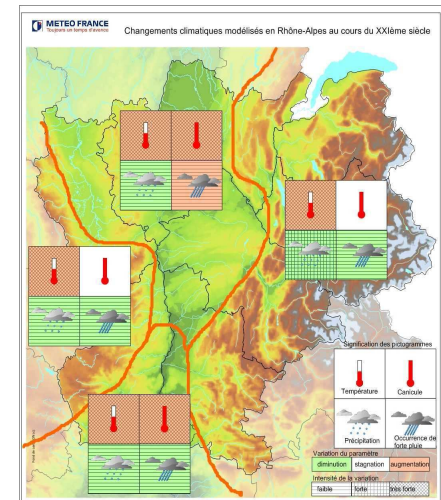 METEO FRANCE
Toujours un temps d'avance
Changements climatiques modélisés en Rhône-Alpes au cours du XXIème siècle
Signification des pictogrammes
Température
Canicule
Précipitation
Occurrence de
forte pluie
Variation du paramètre
diminution
stagnation
augmentation
Intensité de la variation
faible
forte
très forte